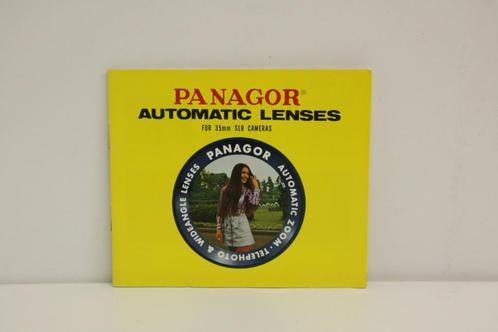 PANAGOR®
AUTOMATIC LENSES
FOR 35mm SLR CAMERAS
PANAGOR
AUTOMATIC ZOOM · TELEPHOTO & WIDEANGLE LENSES